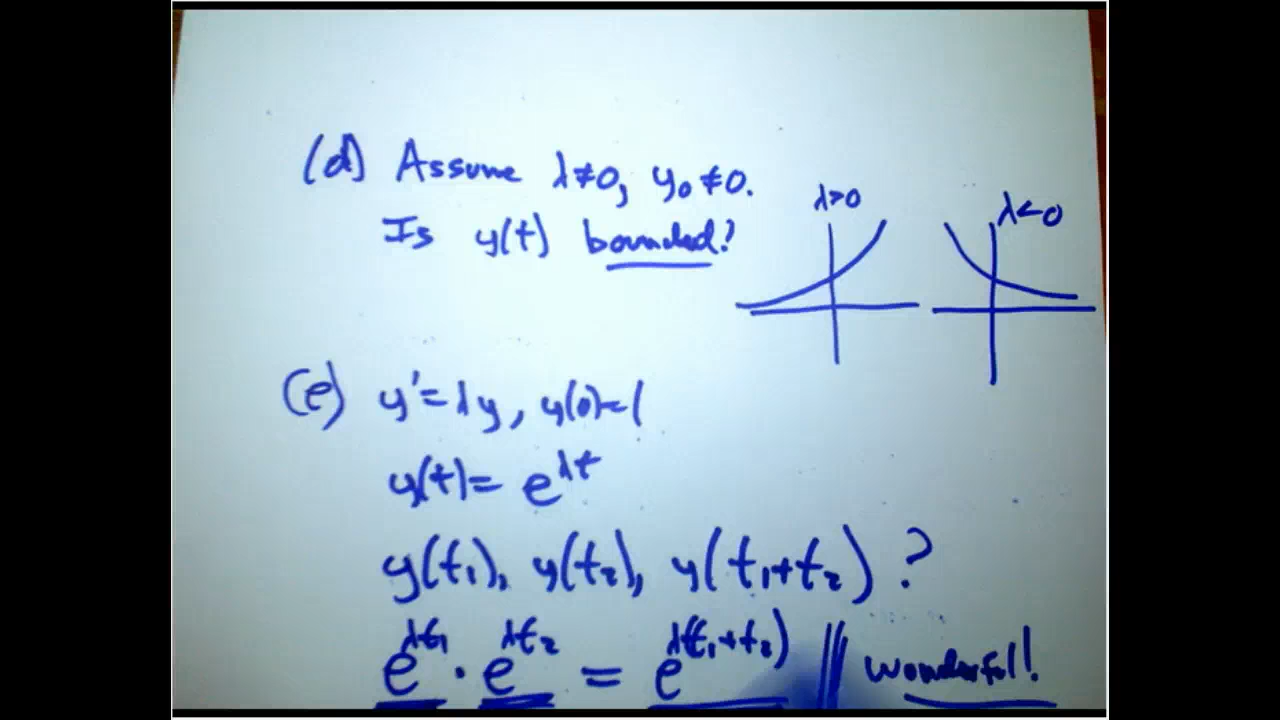 (d) Assume λ≠0, y₀≠0.
Is y(t) bounded?
λ>0
λ<0
(e) y'=λy, y(0)=1
y(t)= e^{λt}
y(t₁), y(t₂), y(t₁+t₂) ?
e^{λt₁} · e^{λt₂} = e^{λ(t₁+t₂)} || wonderful!